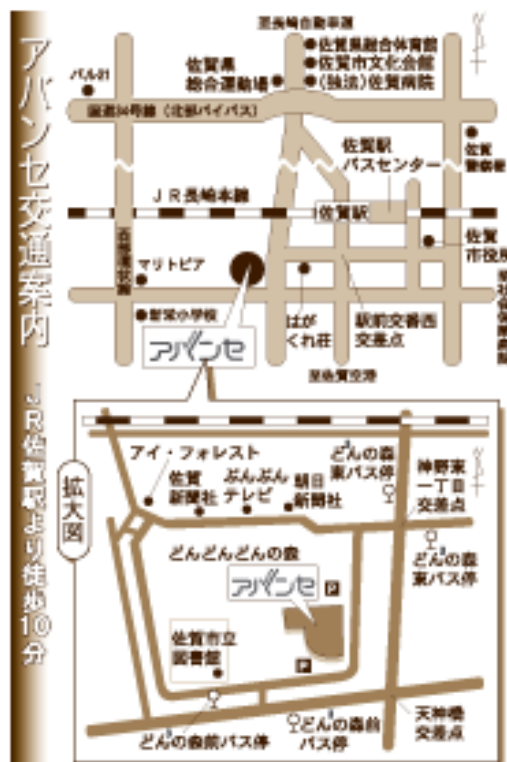 アバンセ交通案内
JR佐賀駅より徒歩10分
至長崎自動車道
佐賀県総合体育館
佐賀市文化会館
(独法)佐賀病院
佐賀県
総合運動場
パル21
国道34号線(北部バイパス)
佐賀駅
バスセンター
佐賀
警察署
JR長崎本線
佐賀駅
佐賀
市役所
マリトピア
新栄小学校
アバンセ
はが
くれ荘
駅前交番西
交差点
至佐賀空港
拡大図
アイ・フォレスト
佐賀
新聞社
ぶんぶん
テレビ
朝日
新聞社
どん3の森
東バス停
神野東
一丁目
交差点
どん3の森
東バス停
どんどんどんの森
アバンセ
P
佐賀市立
図書館
P
どん3の森前バス停
どん3の森前
バス停
天神橋
交差点